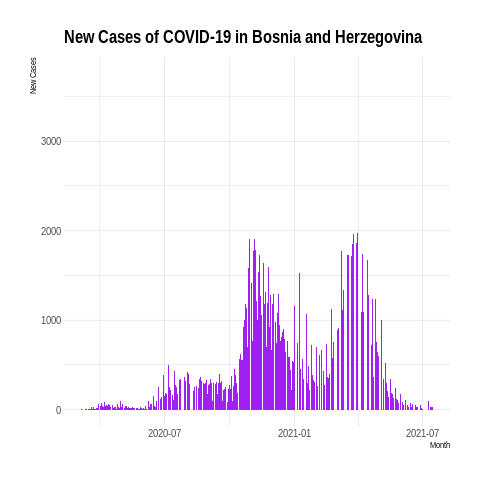 New Cases of COVID-19 in Bosnia and Herzegovina
New Cases
3000
2000
1000
0
2020-07
2021-01
2021-07
Month